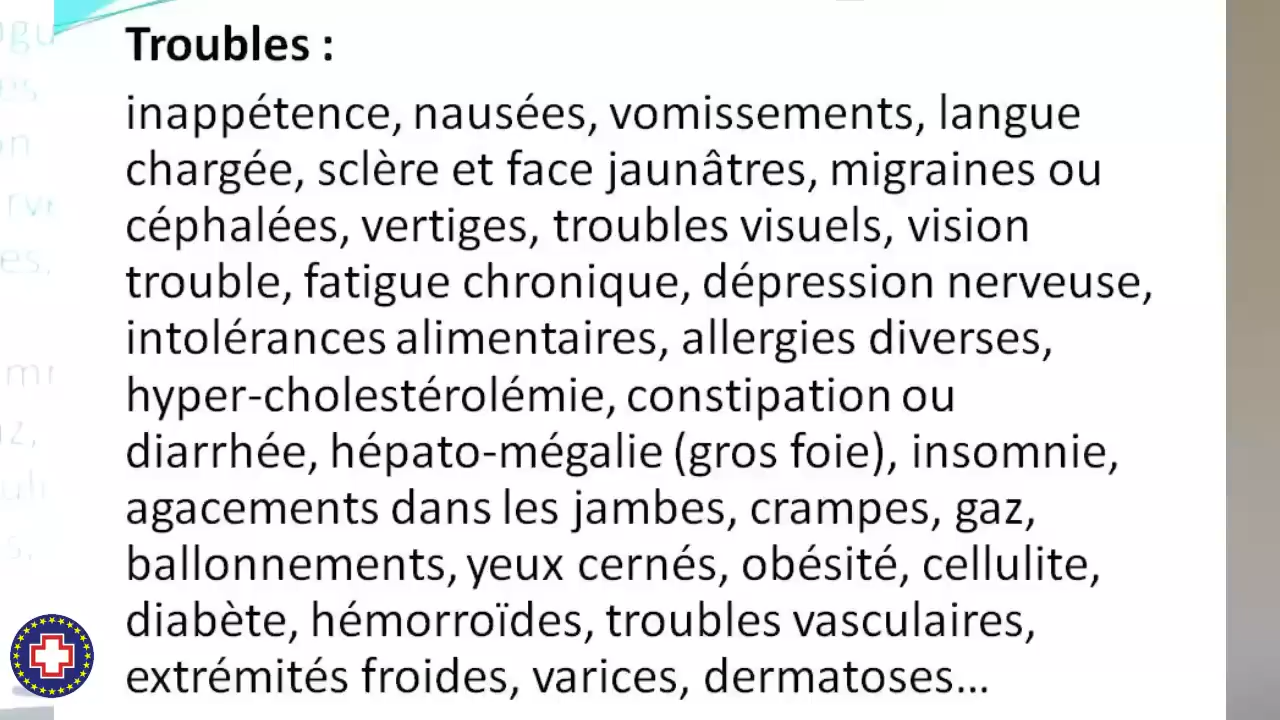 Troubles :
inappétence, nausées, vomissements, langue
chargée, sclère et face jaunâtres, migraines ou
céphalées, vertiges, troubles visuels, vision
trouble, fatigue chronique, dépression nerveuse,
intolérances alimentaires, allergies diverses,
hyper-cholestérolémie, constipation ou
diarrhée, hépato-mégalie (gros foie), insomnie,
agacements dans les jambes, crampes, gaz,
ballonnements, yeux cernés, obésité, cellulite,
diabète, hémorroïdes, troubles vasculaires,
extrémités froides, varices, dermatoses...